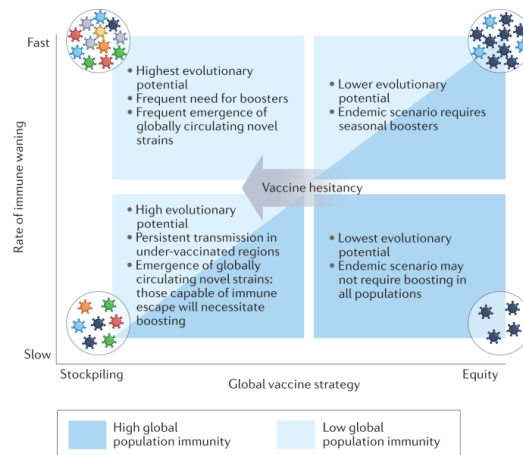 Fast
• Highest evolutionary
potential
• Frequent need for boosters
• Frequent emergence of
globally circulating novel
strains
• Lower evolutionary
potential
• Endemic scenario requires
seasonal boosters
Rate of immune waning
Vaccine hesitancy
• High evolutionary
potential
• Persistent transmission in
under-vaccinated regions
• Emergence of globally
circulating novel strains:
those capable of immune
escape will necessitate
boosting
• Lowest evolutionary
potential
• Endemic scenario may
not require boosting in
all populations
Slow
Stockpiling
Global vaccine strategy
Equity
High global
population immunity
Low global
population immunity